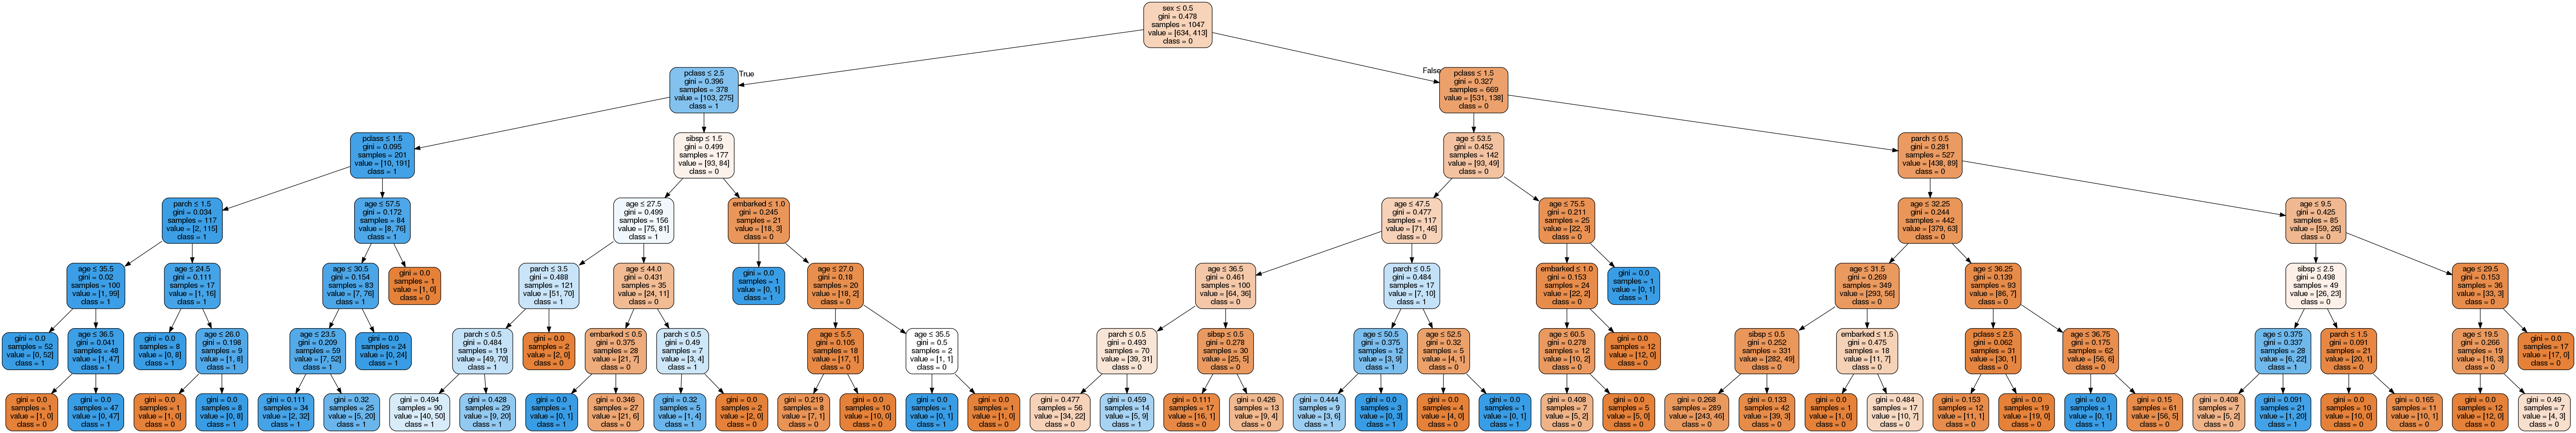 sex ≤ 0.5
gini = 0.478
samples = 1047
value = [634, 413]
class = 0
True
False
pclass ≤ 2.5
gini = 0.396
samples = 378
value = [103, 275]
class = 1
pclass ≤ 1.5
gini = 0.327
samples = 669
value = [531, 138]
class = 0
pclass ≤ 1.5
gini = 0.095
samples = 201
value = [10, 191]
class = 1
sibsp ≤ 1.5
gini = 0.499
samples = 177
value = [93, 84]
class = 0
age ≤ 53.5
gini = 0.452
samples = 142
value = [93, 49]
class = 0
parch ≤ 0.5
gini = 0.281
samples = 527
value = [438, 89]
class = 0
parch ≤ 1.5
gini = 0.034
samples = 117
value = [2, 115]
class = 1
age ≤ 57.5
gini = 0.172
samples = 84
value = [8, 76]
class = 1
age ≤ 27.5
gini = 0.499
samples = 156
value = [75, 81]
class = 1
embarked ≤ 1.0
gini = 0.245
samples = 21
value = [18, 3]
class = 0
age ≤ 47.5
gini = 0.477
samples = 117
value = [71, 46]
class = 0
age ≤ 75.5
gini = 0.211
samples = 25
value = [22, 3]
class = 0
age ≤ 32.25
gini = 0.244
samples = 442
value = [379, 63]
class = 0
age ≤ 9.5
gini = 0.425
samples = 85
value = [59, 26]
class = 0
age ≤ 35.5
gini = 0.02
samples = 100
value = [1, 99]
class = 1
age ≤ 24.5
gini = 0.111
samples = 17
value = [1, 16]
class = 1
age ≤ 30.5
gini = 0.154
samples = 83
value = [7, 76]
class = 1
gini = 0.0
samples = 1
value = [1, 0]
class = 0
parch ≤ 3.5
gini = 0.488
samples = 121
value = [51, 70]
class = 1
age ≤ 44.0
gini = 0.431
samples = 35
value = [24, 11]
class = 0
gini = 0.0
samples = 1
value = [0, 1]
class = 1
age ≤ 27.0
gini = 0.18
samples = 20
value = [18, 2]
class = 0
age ≤ 36.5
gini = 0.461
samples = 100
value = [64, 36]
class = 0
parch ≤ 0.5
gini = 0.484
samples = 17
value = [7, 10]
class = 1
embarked ≤ 1.0
gini = 0.153
samples = 24
value = [22, 2]
class = 0
gini = 0.0
samples = 1
value = [0, 1]
class = 1
age ≤ 31.5
gini = 0.269
samples = 349
value = [293, 56]
class = 0
age ≤ 36.25
gini = 0.139
samples = 93
value = [86, 7]
class = 0
sibsp ≤ 2.5
gini = 0.498
samples = 49
value = [26, 23]
class = 0
age ≤ 29.5
gini = 0.153
samples = 36
value = [33, 3]
class = 0
gini = 0.0
samples = 52
value = [0, 52]
class = 1
age ≤ 36.5
gini = 0.041
samples = 48
value = [1, 47]
class = 1
gini = 0.0
samples = 8
value = [0, 8]
class = 1
age ≤ 26.0
gini = 0.198
samples = 9
value = [1, 8]
class = 1
age ≤ 23.5
gini = 0.209
samples = 59
value = [7, 52]
class = 1
gini = 0.0
samples = 24
value = [0, 24]
class = 1
parch ≤ 0.5
gini = 0.484
samples = 119
value = [49, 70]
class = 1
gini = 0.0
samples = 2
value = [2, 0]
class = 0
embarked ≤ 0.5
gini = 0.375
samples = 28
value = [21, 7]
class = 0
parch ≤ 0.5
gini = 0.49
samples = 7
value = [3, 4]
class = 1
age ≤ 5.5
gini = 0.105
samples = 18
value = [17, 1]
class = 0
age ≤ 35.5
gini = 0.5
samples = 2
value = [1, 1]
class = 0
parch ≤ 0.5
gini = 0.493
samples = 70
value = [39, 31]
class = 0
sibsp ≤ 0.5
gini = 0.278
samples = 30
value = [25, 5]
class = 0
age ≤ 50.5
gini = 0.375
samples = 12
value = [3, 9]
class = 1
age ≤ 52.5
gini = 0.32
samples = 5
value = [4, 1]
class = 0
age ≤ 60.5
gini = 0.278
samples = 12
value = [10, 2]
class = 0
gini = 0.0
samples = 12
value = [12, 0]
class = 0
sibsp ≤ 0.5
gini = 0.252
samples = 331
value = [282, 49]
class = 0
embarked ≤ 1.5
gini = 0.475
samples = 18
value = [11, 7]
class = 0
pclass ≤ 2.5
gini = 0.062
samples = 31
value = [30, 1]
class = 0
age ≤ 36.75
gini = 0.175
samples = 62
value = [56, 6]
class = 0
age ≤ 0.375
gini = 0.337
samples = 28
value = [6, 22]
class = 1
parch ≤ 1.5
gini = 0.091
samples = 21
value = [20, 1]
class = 0
age ≤ 19.5
gini = 0.266
samples = 19
value = [16, 3]
class = 0
gini = 0.0
samples = 17
value = [17, 0]
class = 0
gini = 0.0
samples = 1
value = [1, 0]
class = 0
gini = 0.0
samples = 47
value = [0, 47]
class = 1
gini = 0.0
samples = 1
value = [1, 0]
class = 0
gini = 0.0
samples = 8
value = [0, 8]
class = 1
gini = 0.111
samples = 34
value = [2, 32]
class = 1
gini = 0.32
samples = 25
value = [5, 20]
class = 1
gini = 0.494
samples = 90
value = [40, 50]
class = 1
gini = 0.428
samples = 29
value = [9, 20]
class = 1
gini = 0.0
samples = 1
value = [0, 1]
class = 1
gini = 0.346
samples = 27
value = [21, 6]
class = 0
gini = 0.32
samples = 5
value = [1, 4]
class = 1
gini = 0.0
samples = 2
value = [2, 0]
class = 0
gini = 0.219
samples = 8
value = [7, 1]
class = 0
gini = 0.0
samples = 10
value = [10, 0]
class = 0
gini = 0.0
samples = 1
value = [0, 1]
class = 1
gini = 0.0
samples = 1
value = [1, 0]
class = 0
gini = 0.477
samples = 56
value = [34, 22]
class = 0
gini = 0.459
samples = 14
value = [5, 9]
class = 1
gini = 0.111
samples = 17
value = [16, 1]
class = 0
gini = 0.426
samples = 13
value = [9, 4]
class = 0
gini = 0.444
samples = 9
value = [3, 6]
class = 1
gini = 0.0
samples = 3
value = [0, 3]
class = 1
gini = 0.0
samples = 4
value = [4, 0]
class = 0
gini = 0.0
samples = 1
value = [0, 1]
class = 1
gini = 0.408
samples = 7
value = [5, 2]
class = 0
gini = 0.0
samples = 5
value = [5, 0]
class = 0
gini = 0.268
samples = 289
value = [243, 46]
class = 0
gini = 0.133
samples = 42
value = [39, 3]
class = 0
gini = 0.0
samples = 1
value = [1, 0]
class = 0
gini = 0.484
samples = 17
value = [10, 7]
class = 0
gini = 0.153
samples = 12
value = [11, 1]
class = 0
gini = 0.0
samples = 19
value = [19, 0]
class = 0
gini = 0.0
samples = 1
value = [0, 1]
class = 1
gini = 0.15
samples = 61
value = [56, 5]
class = 0
gini = 0.408
samples = 7
value = [5, 2]
class = 0
gini = 0.091
samples = 21
value = [1, 20]
class = 1
gini = 0.0
samples = 10
value = [10, 0]
class = 0
gini = 0.165
samples = 11
value = [10, 1]
class = 0
gini = 0.0
samples = 12
value = [12, 0]
class = 0
gini = 0.49
samples = 7
value = [4, 3]
class = 0